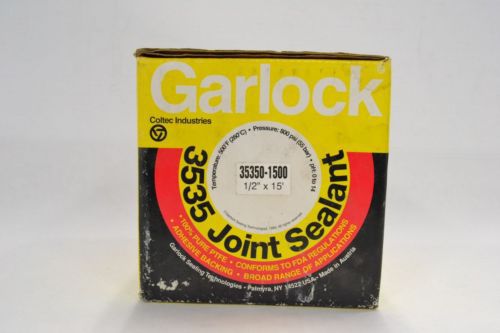 Garlock
Coltec Industries
Temperature: 500°F (260°C) • Pressure: 800 psi (55 bar) • pH: 0 to 14
35350-1500
1/2" x 15'
3535 Joint Sealant
• 100% PURE PTFE • CONFORMS TO FDA REGULATIONS
• ADHESIVE BACKING • BROAD RANGE OF APPLICATIONS
Garlock Sealing Technologies • Palmyra, NY 14522 USA • Made in Austria